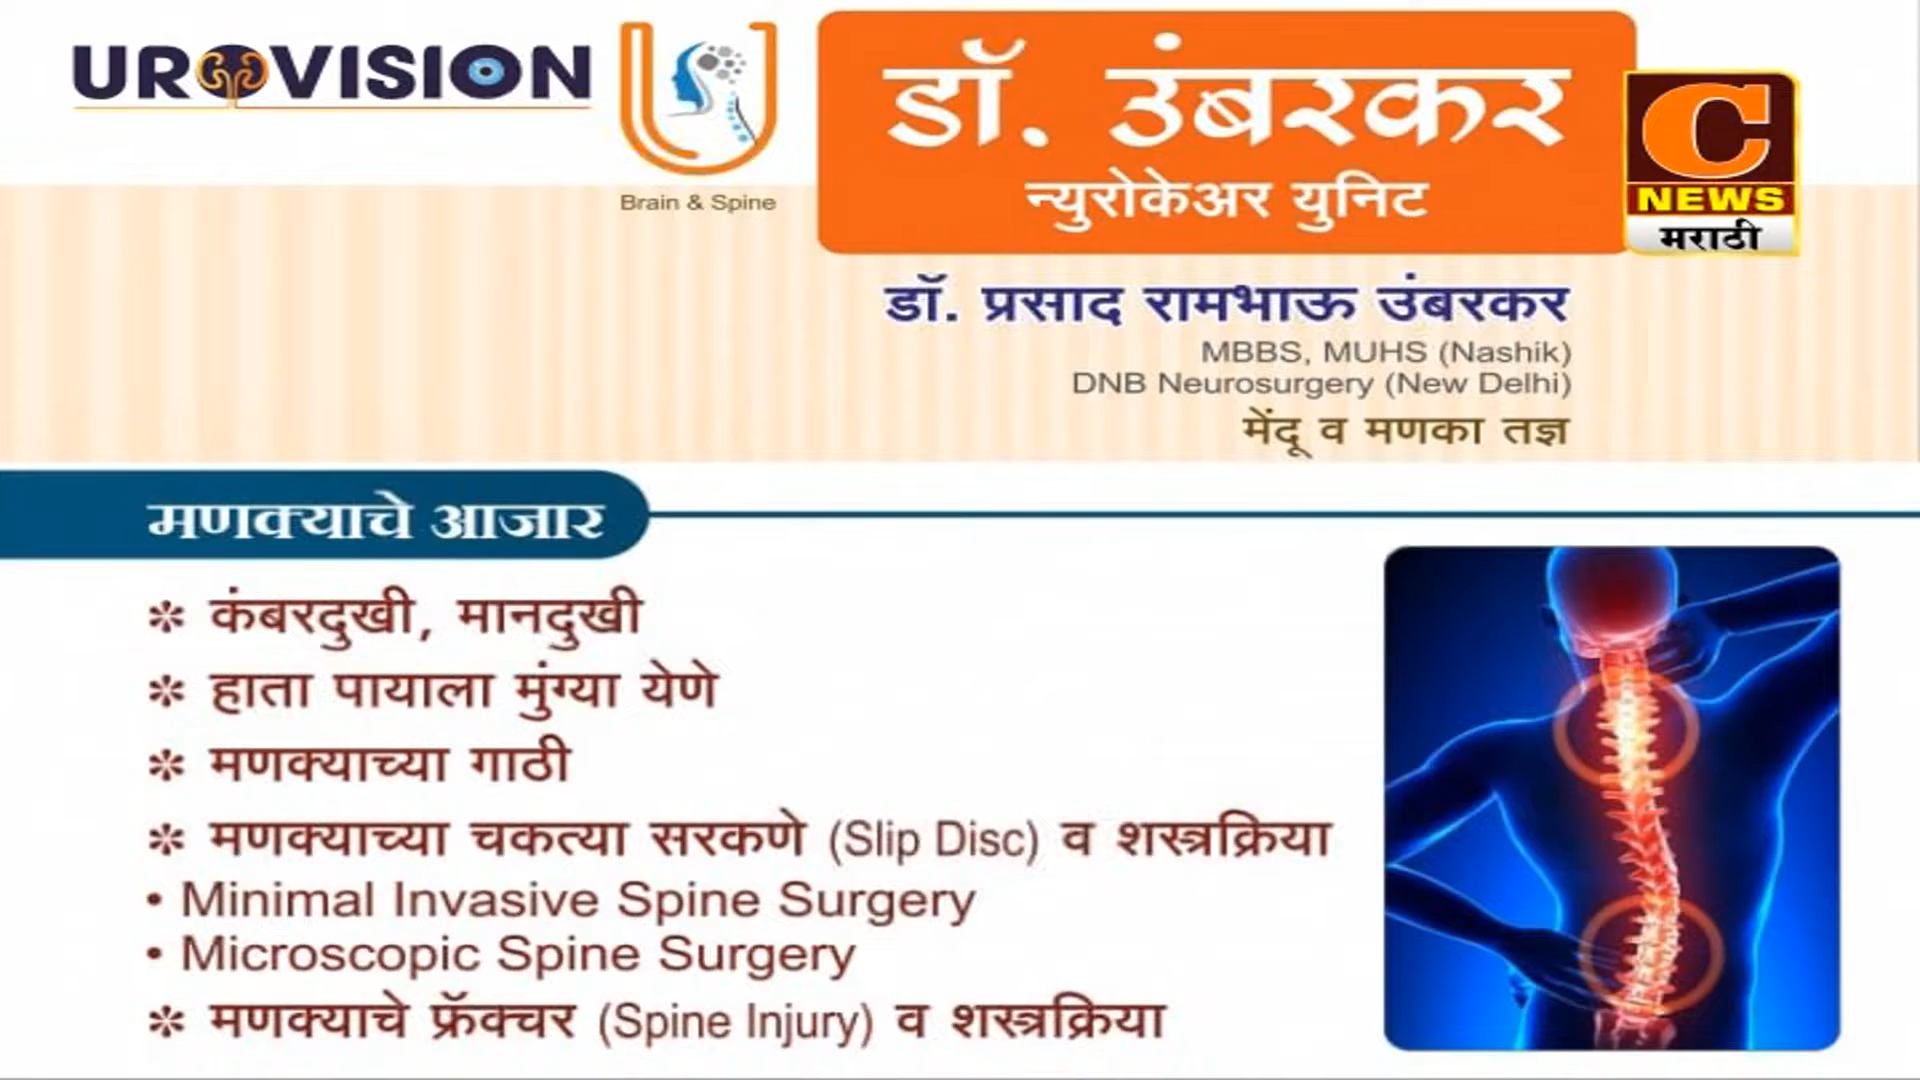 UROVISION
Brain & Spine
डॉ. उंबरकर
न्युरोकेअर युनिट
C
NEWS
मराठी
डॉ. प्रसाद रामभाऊ उंबरकर
MBBS, MUHS (Nashik)
DNB Neurosurgery (New Delhi)
मेंदू व मणका तज्ञ
मणक्याचे आजार
✻ कंबरदुखी, मानदुखी
✻ हाता पायाला मुंग्या येणे
✻ मणक्याच्या गाठी
✻ मणक्याच्या चकत्या सरकणे (Slip Disc) व शस्त्रक्रिया
• Minimal Invasive Spine Surgery
• Microscopic Spine Surgery
✻ मणक्याचे फ्रॅक्चर (Spine Injury) व शस्त्रक्रिया